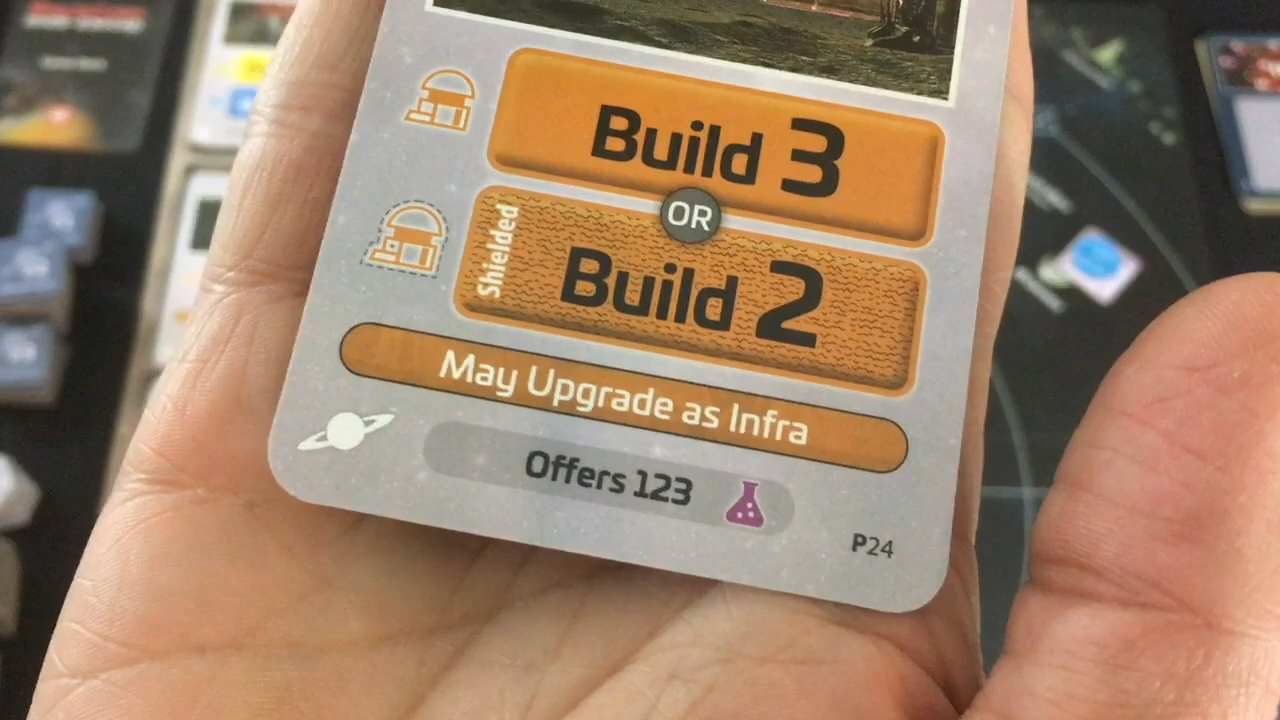 Build 3
OR
Shielded
Build 2
May Upgrade as Infra
Offers 123
P24